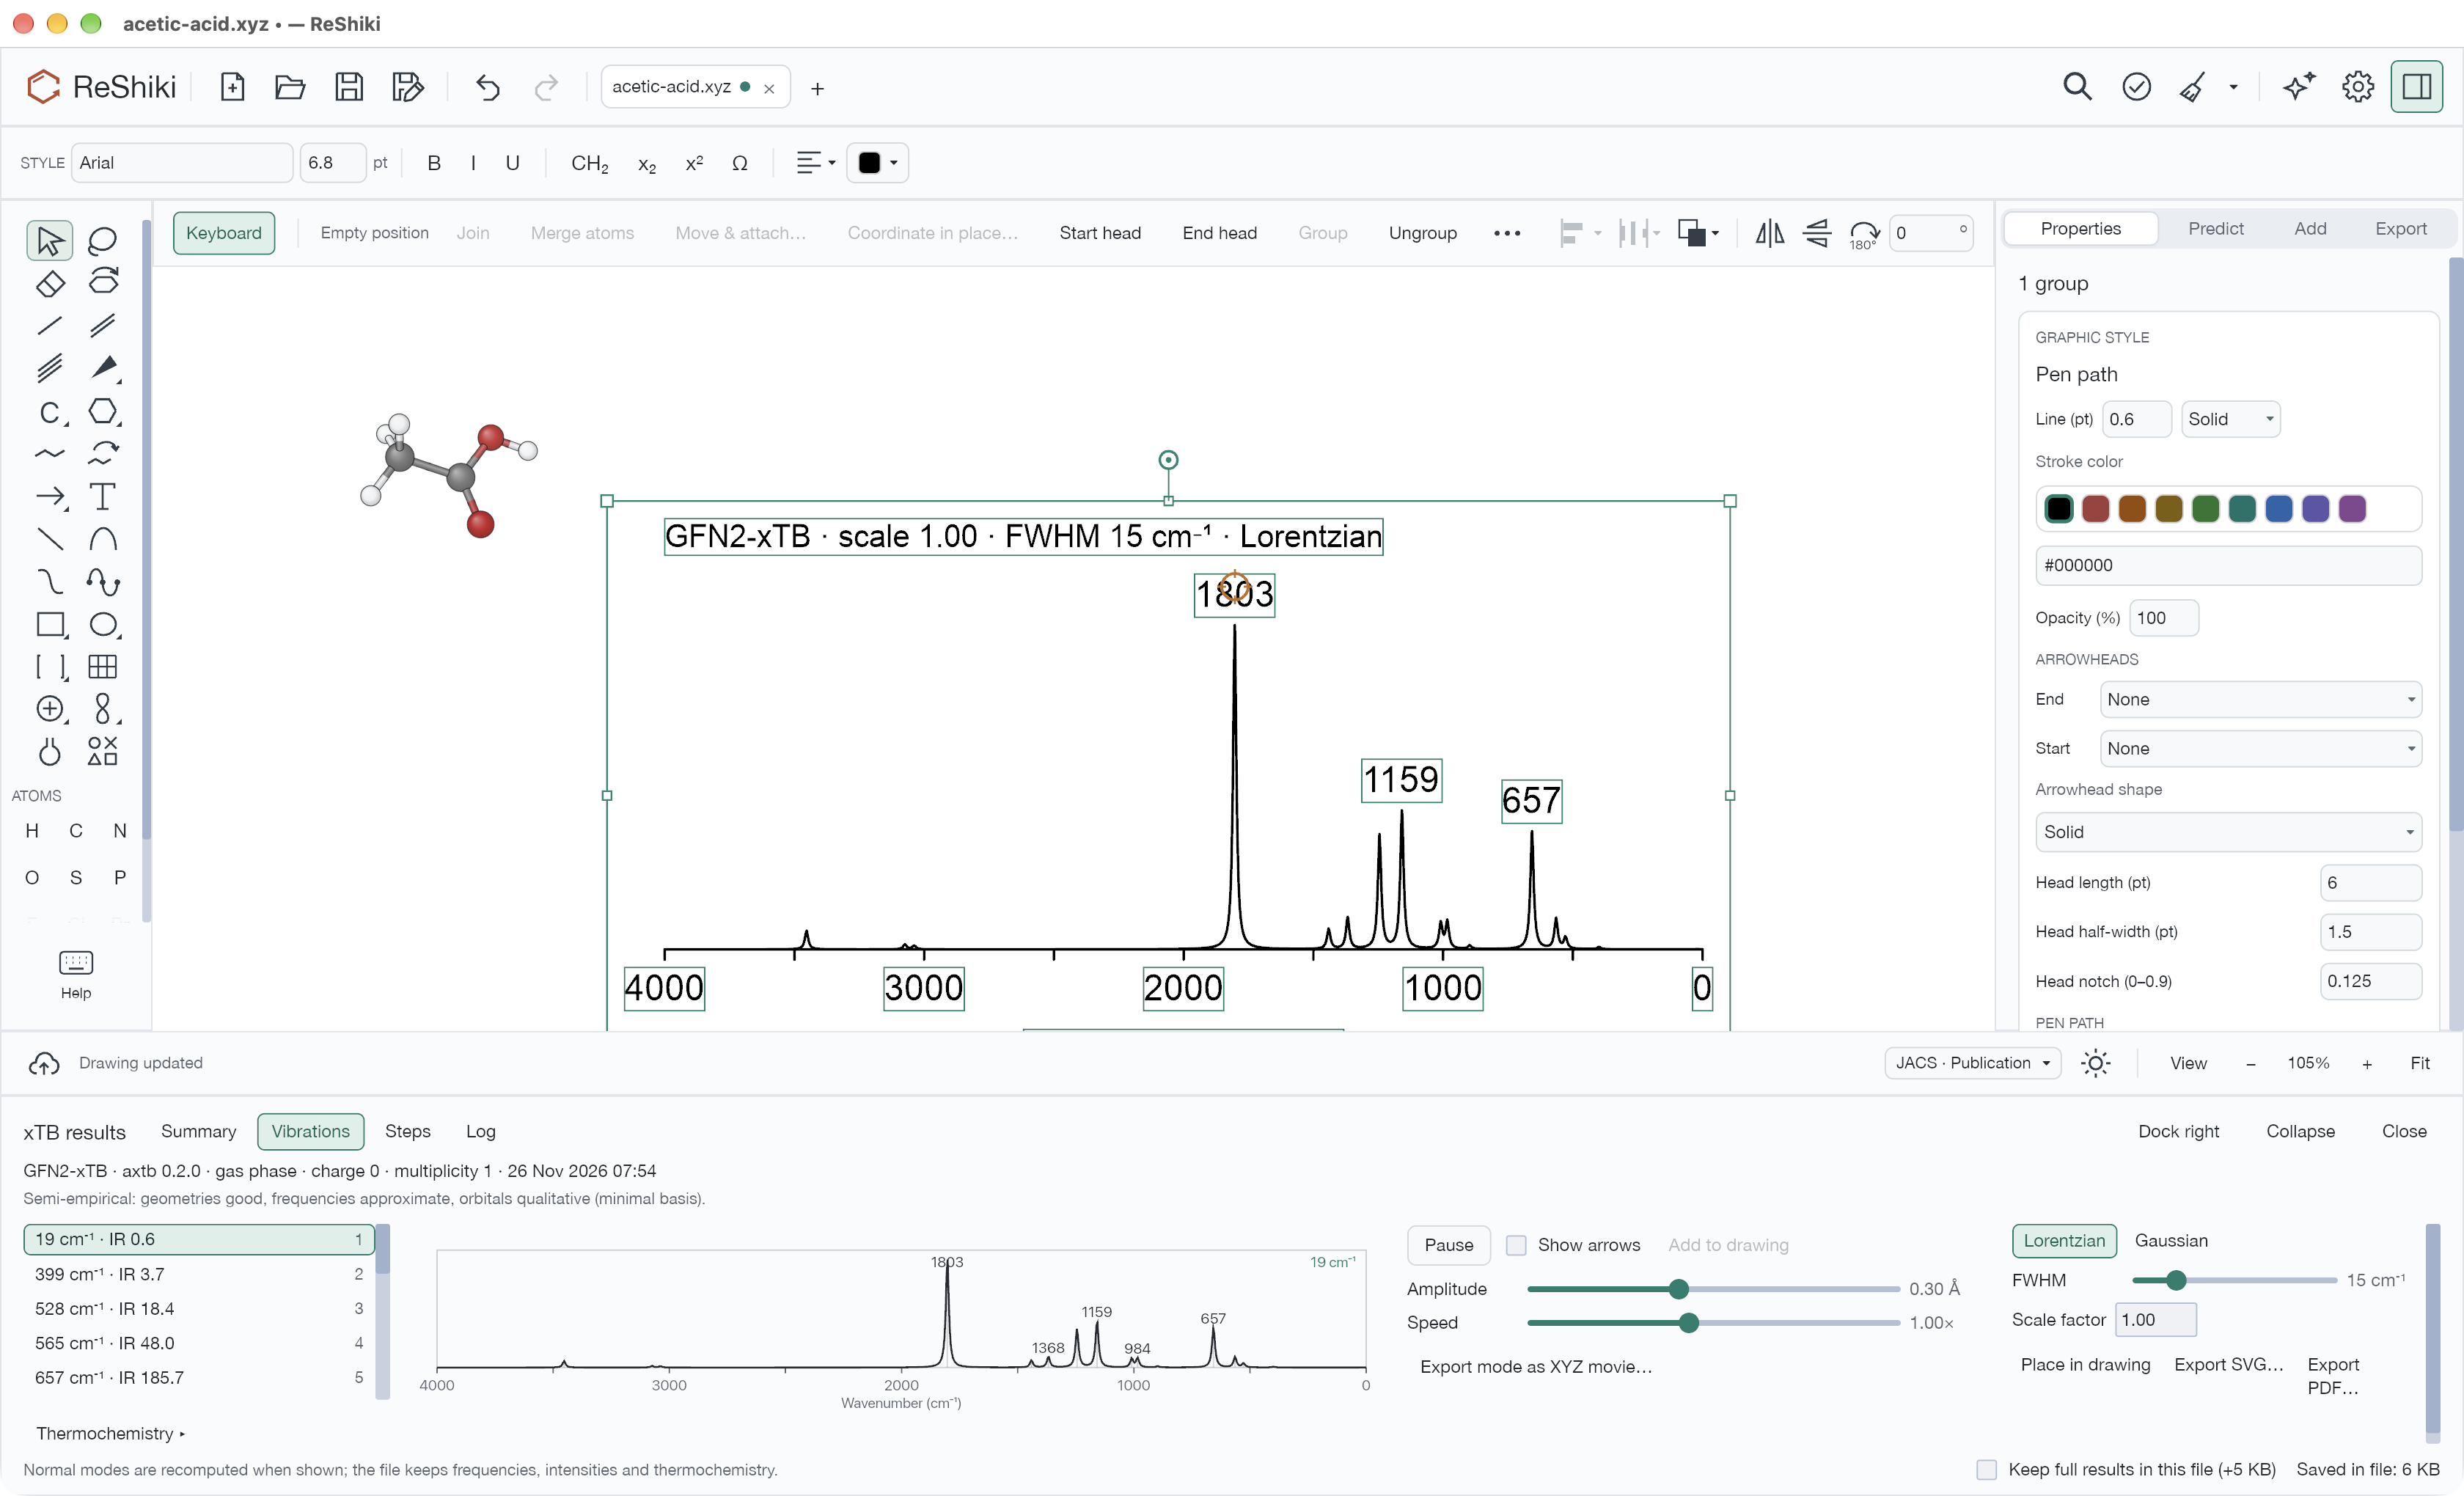 acetic-acid.xyz • — ReShiki
ReShiki
acetic-acid.xyz ● × +
STYLE Arial 6.8 pt B I U CH₂ x₂ x² Ω
Keyboard Empty position Join Merge atoms Move & attach... Coordinate in place... Start head End head Group Ungroup ••• 180° 0 °
Properties Predict Add Export
1 group
GRAPHIC STYLE
Pen path
Line (pt) 0.6 Solid
Stroke color
#000000
Opacity (%) 100
ARROWHEADS
End None
Start None
Arrowhead shape
Solid
Head length (pt) 6
Head half-width (pt) 1.5
Head notch (0–0.9) 0.125
PEN PATH
C
T
ATOMS
H C N
O S P
Help
GFN2-xTB · scale 1.00 · FWHM 15 cm⁻¹ · Lorentzian
1803
1159
657
4000 3000 2000 1000 0
Drawing updated
JACS · Publication View − 105% + Fit
xTB results Summary Vibrations Steps Log Dock right Collapse Close
GFN2-xTB · axtb 0.2.0 · gas phase · charge 0 · multiplicity 1 · 26 Nov 2026 07:54
Semi-empirical: geometries good, frequencies approximate, orbitals qualitative (minimal basis).
19 cm⁻¹ · IR 0.6 1
399 cm⁻¹ · IR 3.7 2
528 cm⁻¹ · IR 18.4 3
565 cm⁻¹ · IR 48.0 4
657 cm⁻¹ · IR 185.7 5
1803 19 cm⁻¹
1159
657
1368 984
4000 3000 2000 1000 0
Wavenumber (cm⁻¹)
Pause Show arrows Add to drawing
Amplitude 0.30 Å
Speed 1.00×
Export mode as XYZ movie...
Lorentzian Gaussian
FWHM 15 cm⁻¹
Scale factor 1.00
Place in drawing Export SVG... Export
PDF...
Thermochemistry ▸
Normal modes are recomputed when shown; the file keeps frequencies, intensities and thermochemistry.
Keep full results in this file (+5 KB) Saved in file: 6 KB